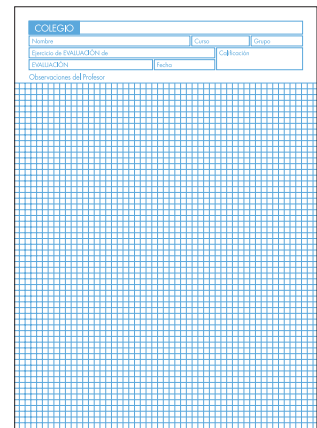 COLEGIO
Nombre Curso Grupo
Ejercicio de EVALUACIÓN de Calificación
EVALUACIÓN Fecha
Observaciones del Profesor